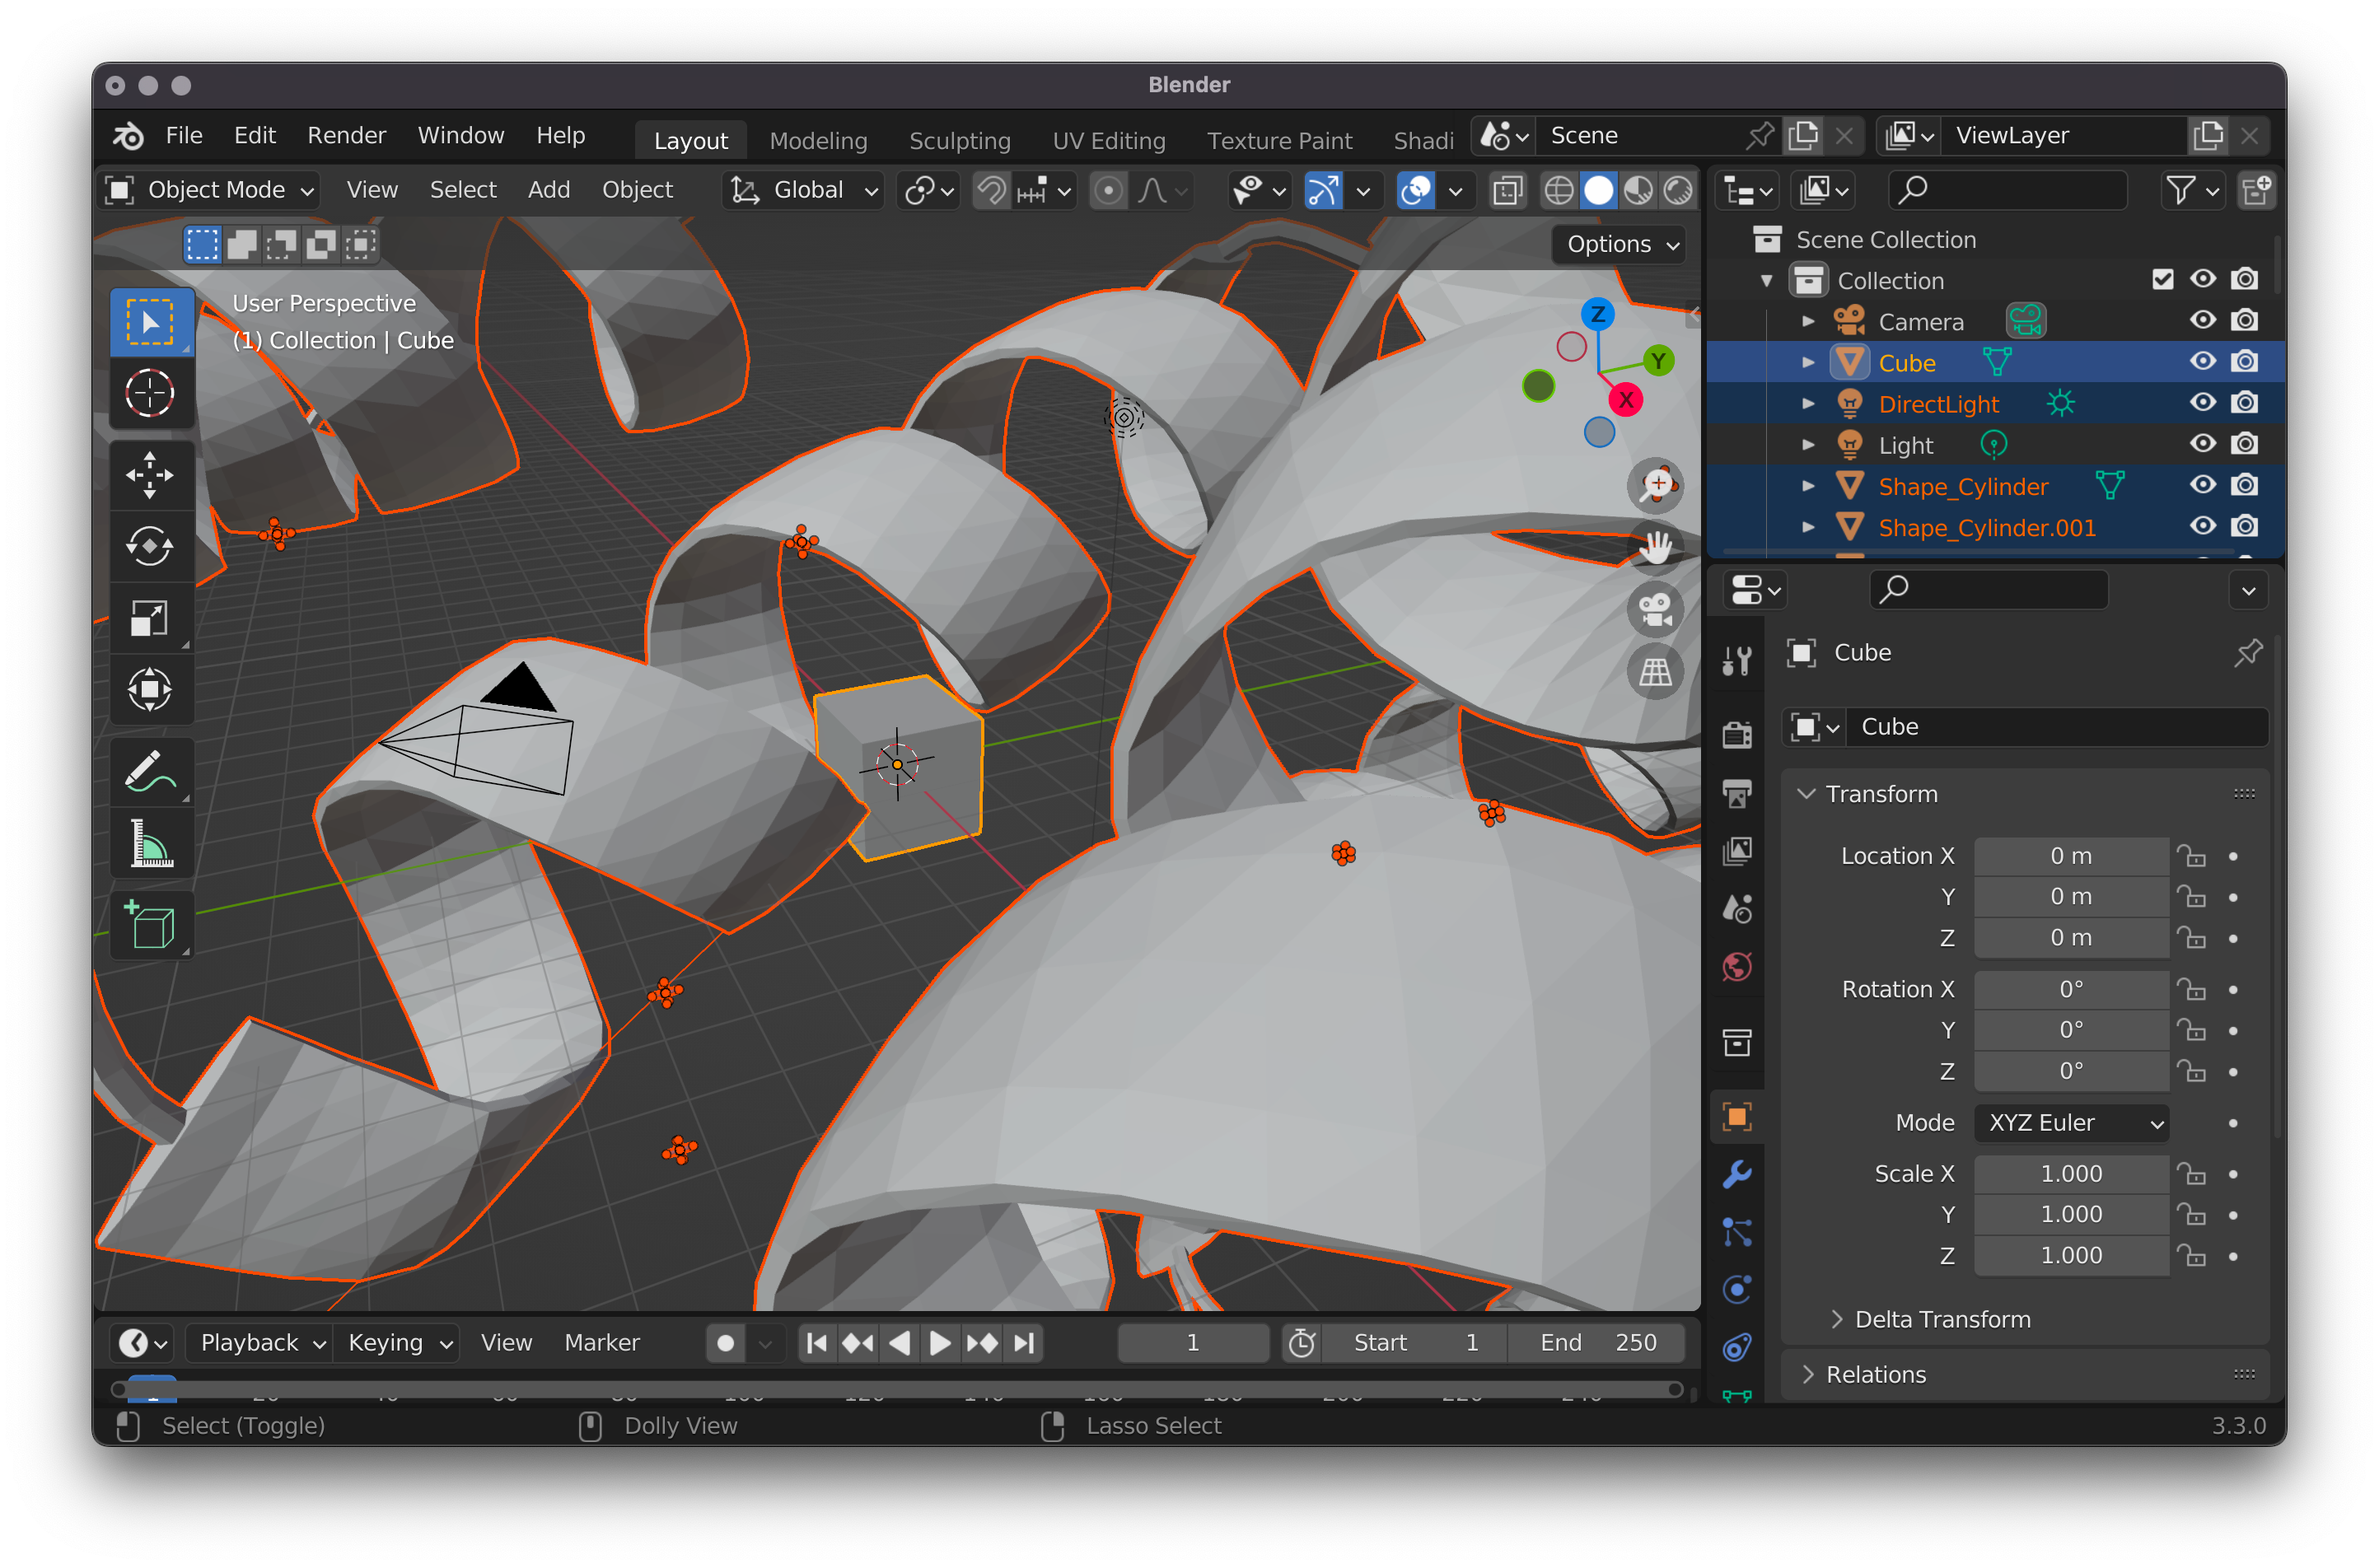 Blender
File Edit Render Window Help Layout Modeling Sculpting UV Editing Texture Paint Shadi Scene ViewLayer
Object Mode View Select Add Object Global
Options
User Perspective
(1) Collection | Cube
Z
Y
X
Scene Collection
Collection
Camera
Cube
DirectLight
Light
Shape_Cylinder
Shape_Cylinder.001
Cube
Cube
Transform
Location X 0 m
Y 0 m
Z 0 m
Rotation X 0°
Y 0°
Z 0°
Mode XYZ Euler
Scale X 1.000
Y 1.000
Z 1.000
Delta Transform
Relations
Playback Keying View Marker 1 Start 1 End 250
Select (Toggle) Dolly View Lasso Select 3.3.0